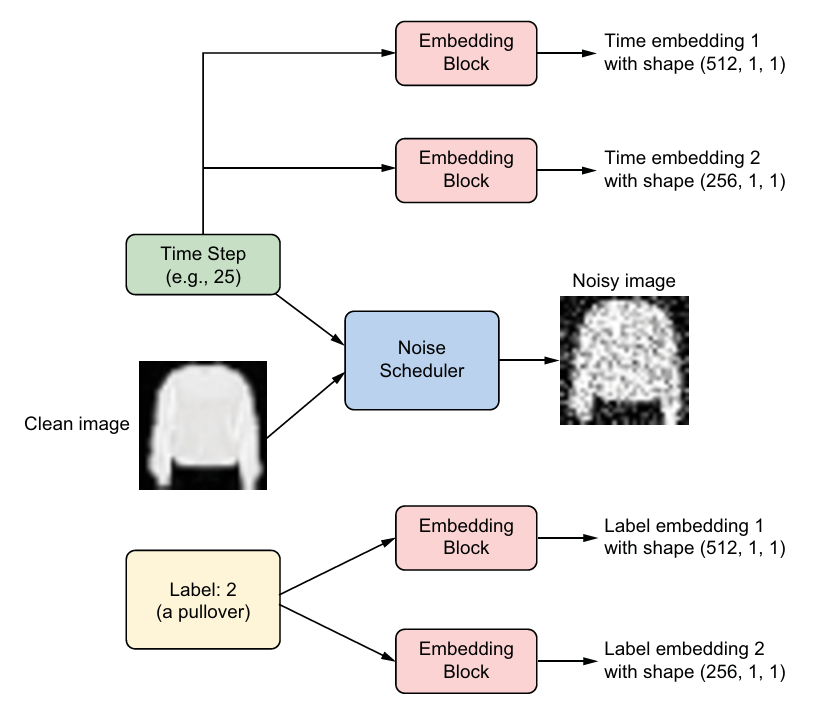 Embedding
Block
Time embedding 1
with shape (512, 1, 1)
Embedding
Block
Time embedding 2
with shape (256, 1, 1)
Time Step
(e.g., 25)
Noisy image
Noise
Scheduler
Clean image
Embedding
Block
Label embedding 1
with shape (512, 1, 1)
Label: 2
(a pullover)
Embedding
Block
Label embedding 2
with shape (256, 1, 1)